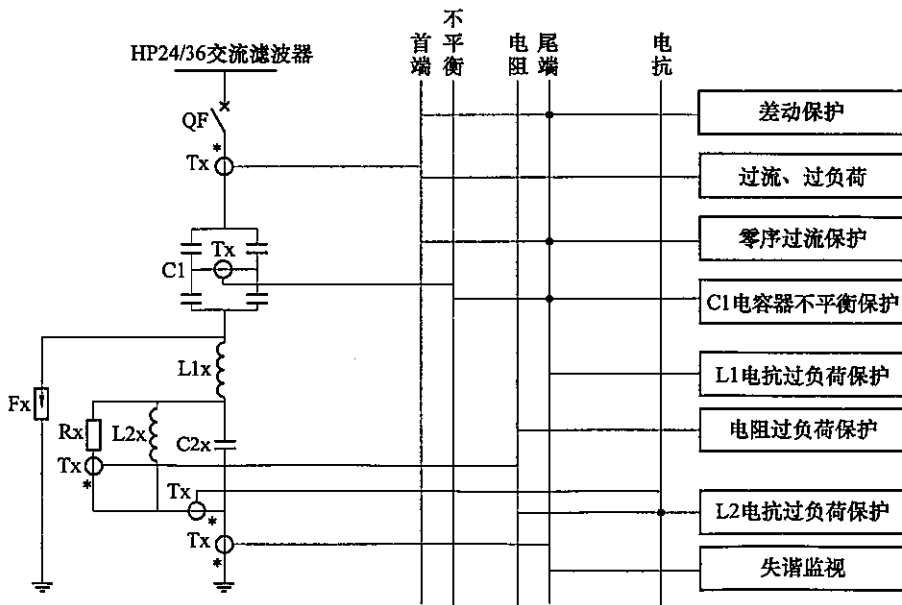 HP24/36交流滤波器
首端
不平衡
电阻
尾端
电抗
QF
*
Tx
差动保护
过流、过负荷
Tx
C1
零序过流保护
C1电容器不平衡保护
L1x
L1电抗过负荷保护
Fx
Rx
L2x
C2x
电阻过负荷保护
Tx
*
Tx
*
L2电抗过负荷保护
Tx
*
失谐监视